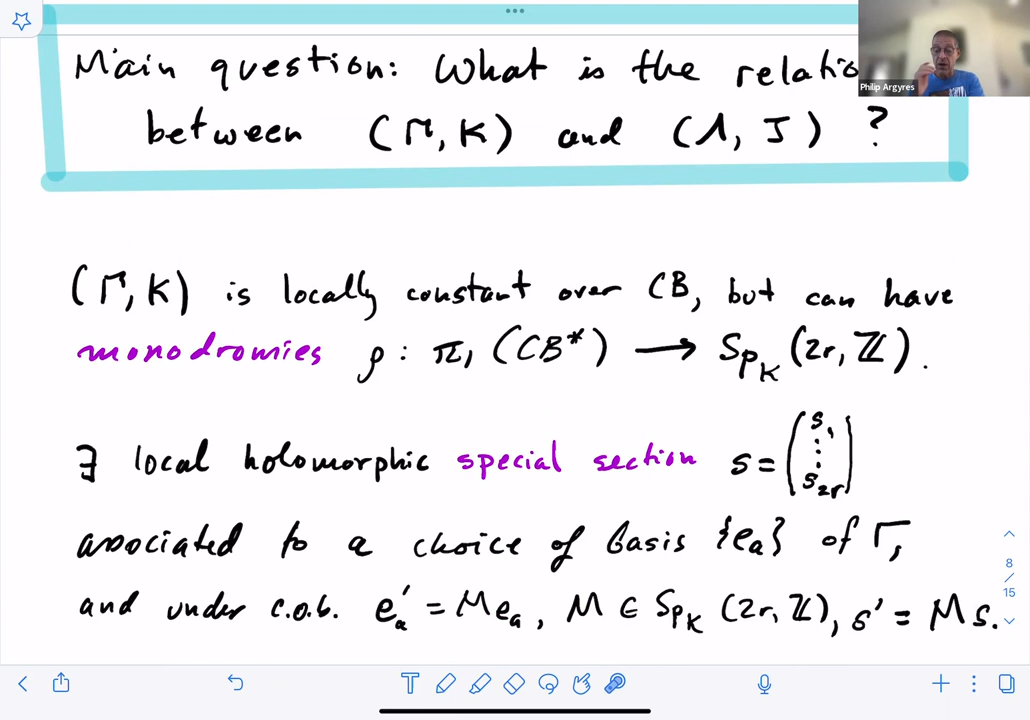 Main question: What is the
Philip Argyres
between (Γ, K) and (Λ, J) ?
(Γ, K) is locally constant over CB, but can have
monodromies ρ : π₁ (CB*) ⟶ Sp_K (2r, ℤ).
∃ local holomorphic special section s = (s₁ ⋮ s₂ᵣ)
associated to a choice of basis {eₐ} of Γ,
and under c.o.b. eₐ' = M eₐ, M ∈ Sp_K (2r, ℤ), s' = M s.
8
/
15
T